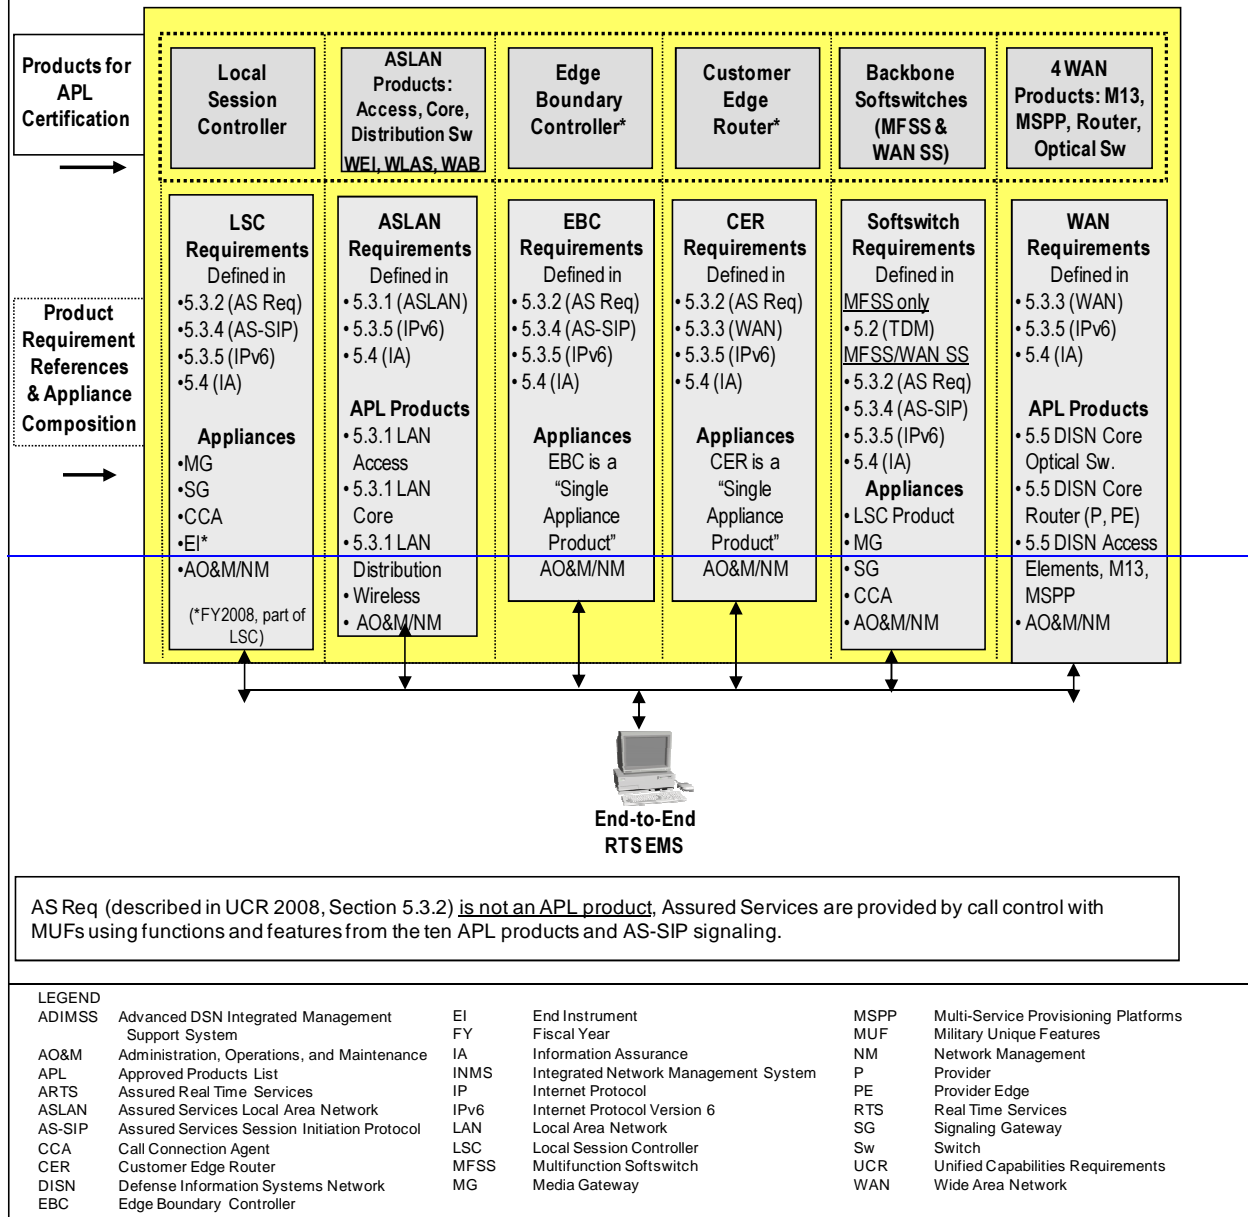 Products for
APL
Certification
Local
Session
Controller
ASLAN
Products:
Access, Core,
Distribution Sw
WEI, WLAS, WAB
Edge
Boundary
Controller*
Customer
Edge
Router*
Backbone
Softswitches
(MFSS &
WAN SS)
4 WAN
Products: M13,
MSPP, Router,
Optical Sw
Product
Requirement
References
& Appliance
Composition
LSC
Requirements
Defined in
•5.3.2 (AS Req)
•5.3.4 (AS-SIP)
•5.3.5 (IPv6)
•5.4 (IA)
Appliances
•MG
•SG
•CCA
•EI*
•AO&M/NM
(*FY2008, part of
LSC)
ASLAN
Requirements
Defined in
• 5.3.1 (ASLAN)
• 5.3.5 (IPv6)
• 5.4 (IA)
APL Products
• 5.3.1 LAN
Access
• 5.3.1 LAN
Core
• 5.3.1 LAN
Distribution
• Wireless
• AO&M/NM
EBC
Requirements
Defined in
• 5.3.2 (AS Req)
• 5.3.4 (AS-SIP)
• 5.3.5 (IPv6)
• 5.4 (IA)
Appliances
EBC is a
“Single
Appliance
Product”
AO&M/NM
CER
Requirements
Defined in
• 5.3.2 (AS Req)
• 5.3.3 (WAN)
• 5.3.5 (IPv6)
• 5.4 (IA)
Appliances
CER is a
“Single
Appliance
Product”
AO&M/NM
Softswitch
Requirements
Defined in
MFSS only
• 5.2 (TDM)
MFSS/WAN SS
• 5.3.2 (AS Req)
• 5.3.4 (AS-SIP)
• 5.3.5 (IPv6)
• 5.4 (IA)
Appliances
• LSC Product
• MG
• SG
• CCA
• AO&M/NM
WAN
Requirements
Defined in
• 5.3.3 (WAN)
• 5.3.5 (IPv6)
• 5.4 (IA)
APL Products
• 5.5 DISN Core
Optical Sw.
• 5.5 DISN Core
Router (P, PE)
• 5.5 DISN Access
Elements, M13,
MSPP
• AO&M/NM
End-to-End
RTS EMS
AS Req (described in UCR 2008, Section 5.3.2) is not an APL product, Assured Services are provided by call control with
MUFs using functions and features from the ten APL products and AS-SIP signaling.
LEGEND
ADIMSS Advanced DSN Integrated Management
Support System
AO&M Administration, Operations, and Maintenance
APL Approved Products List
ARTS Assured Real Time Services
ASLAN Assured Services Local Area Network
AS-SIP Assured Services Session Initiation Protocol
CCA Call Connection Agent
CER Customer Edge Router
DISN Defense Information Systems Network
EBC Edge Boundary Controller
EI End Instrument
FY Fiscal Year
IA Information Assurance
INMS Integrated Network Management System
IP Internet Protocol
IPv6 Internet Protocol Version 6
LAN Local Area Network
LSC Local Session Controller
MFSS Multifunction Softswitch
MG Media Gateway
MSPP Multi-Service Provisioning Platforms
MUF Military Unique Features
NM Network Management
P Provider
PE Provider Edge
RTS Real Time Services
SG Signaling Gateway
Sw Switch
UCR Unified Capabilities Requirements
WAN Wide Area Network